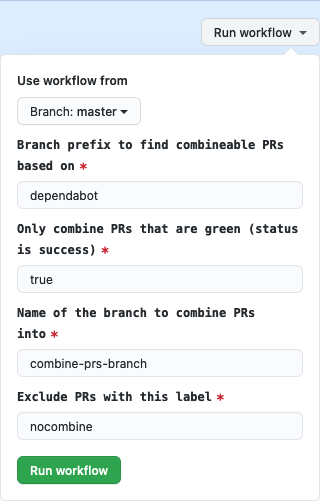 Run workflow
Use workflow from
Branch: master
Branch prefix to find combineable PRs
based on *
dependabot
Only combine PRs that are green (status
is success) *
true
Name of the branch to combine PRs
into *
combine-prs-branch
Exclude PRs with this label *
nocombine
Run workflow